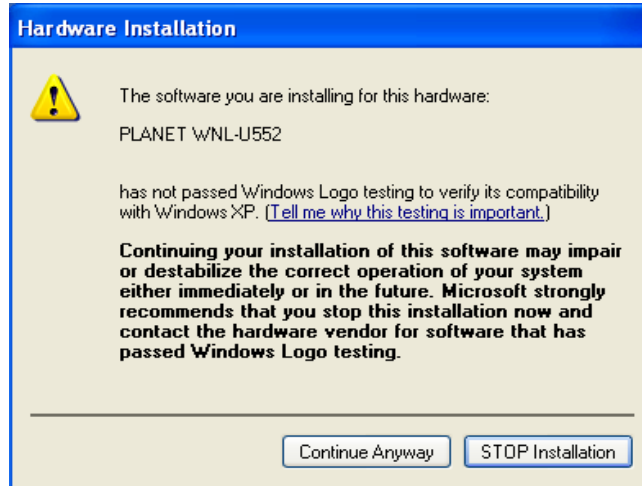 Hardware Installation
The software you are installing for this hardware:
PLANET WNL-U552
has not passed Windows Logo testing to verify its compatibility
with Windows XP. (Tell me why this testing is important.)
Continuing your installation of this software may impair
or destabilize the correct operation of your system
either immediately or in the future. Microsoft strongly
recommends that you stop this installation now and
contact the hardware vendor for software that has
passed Windows Logo testing.
Continue Anyway
STOP Installation